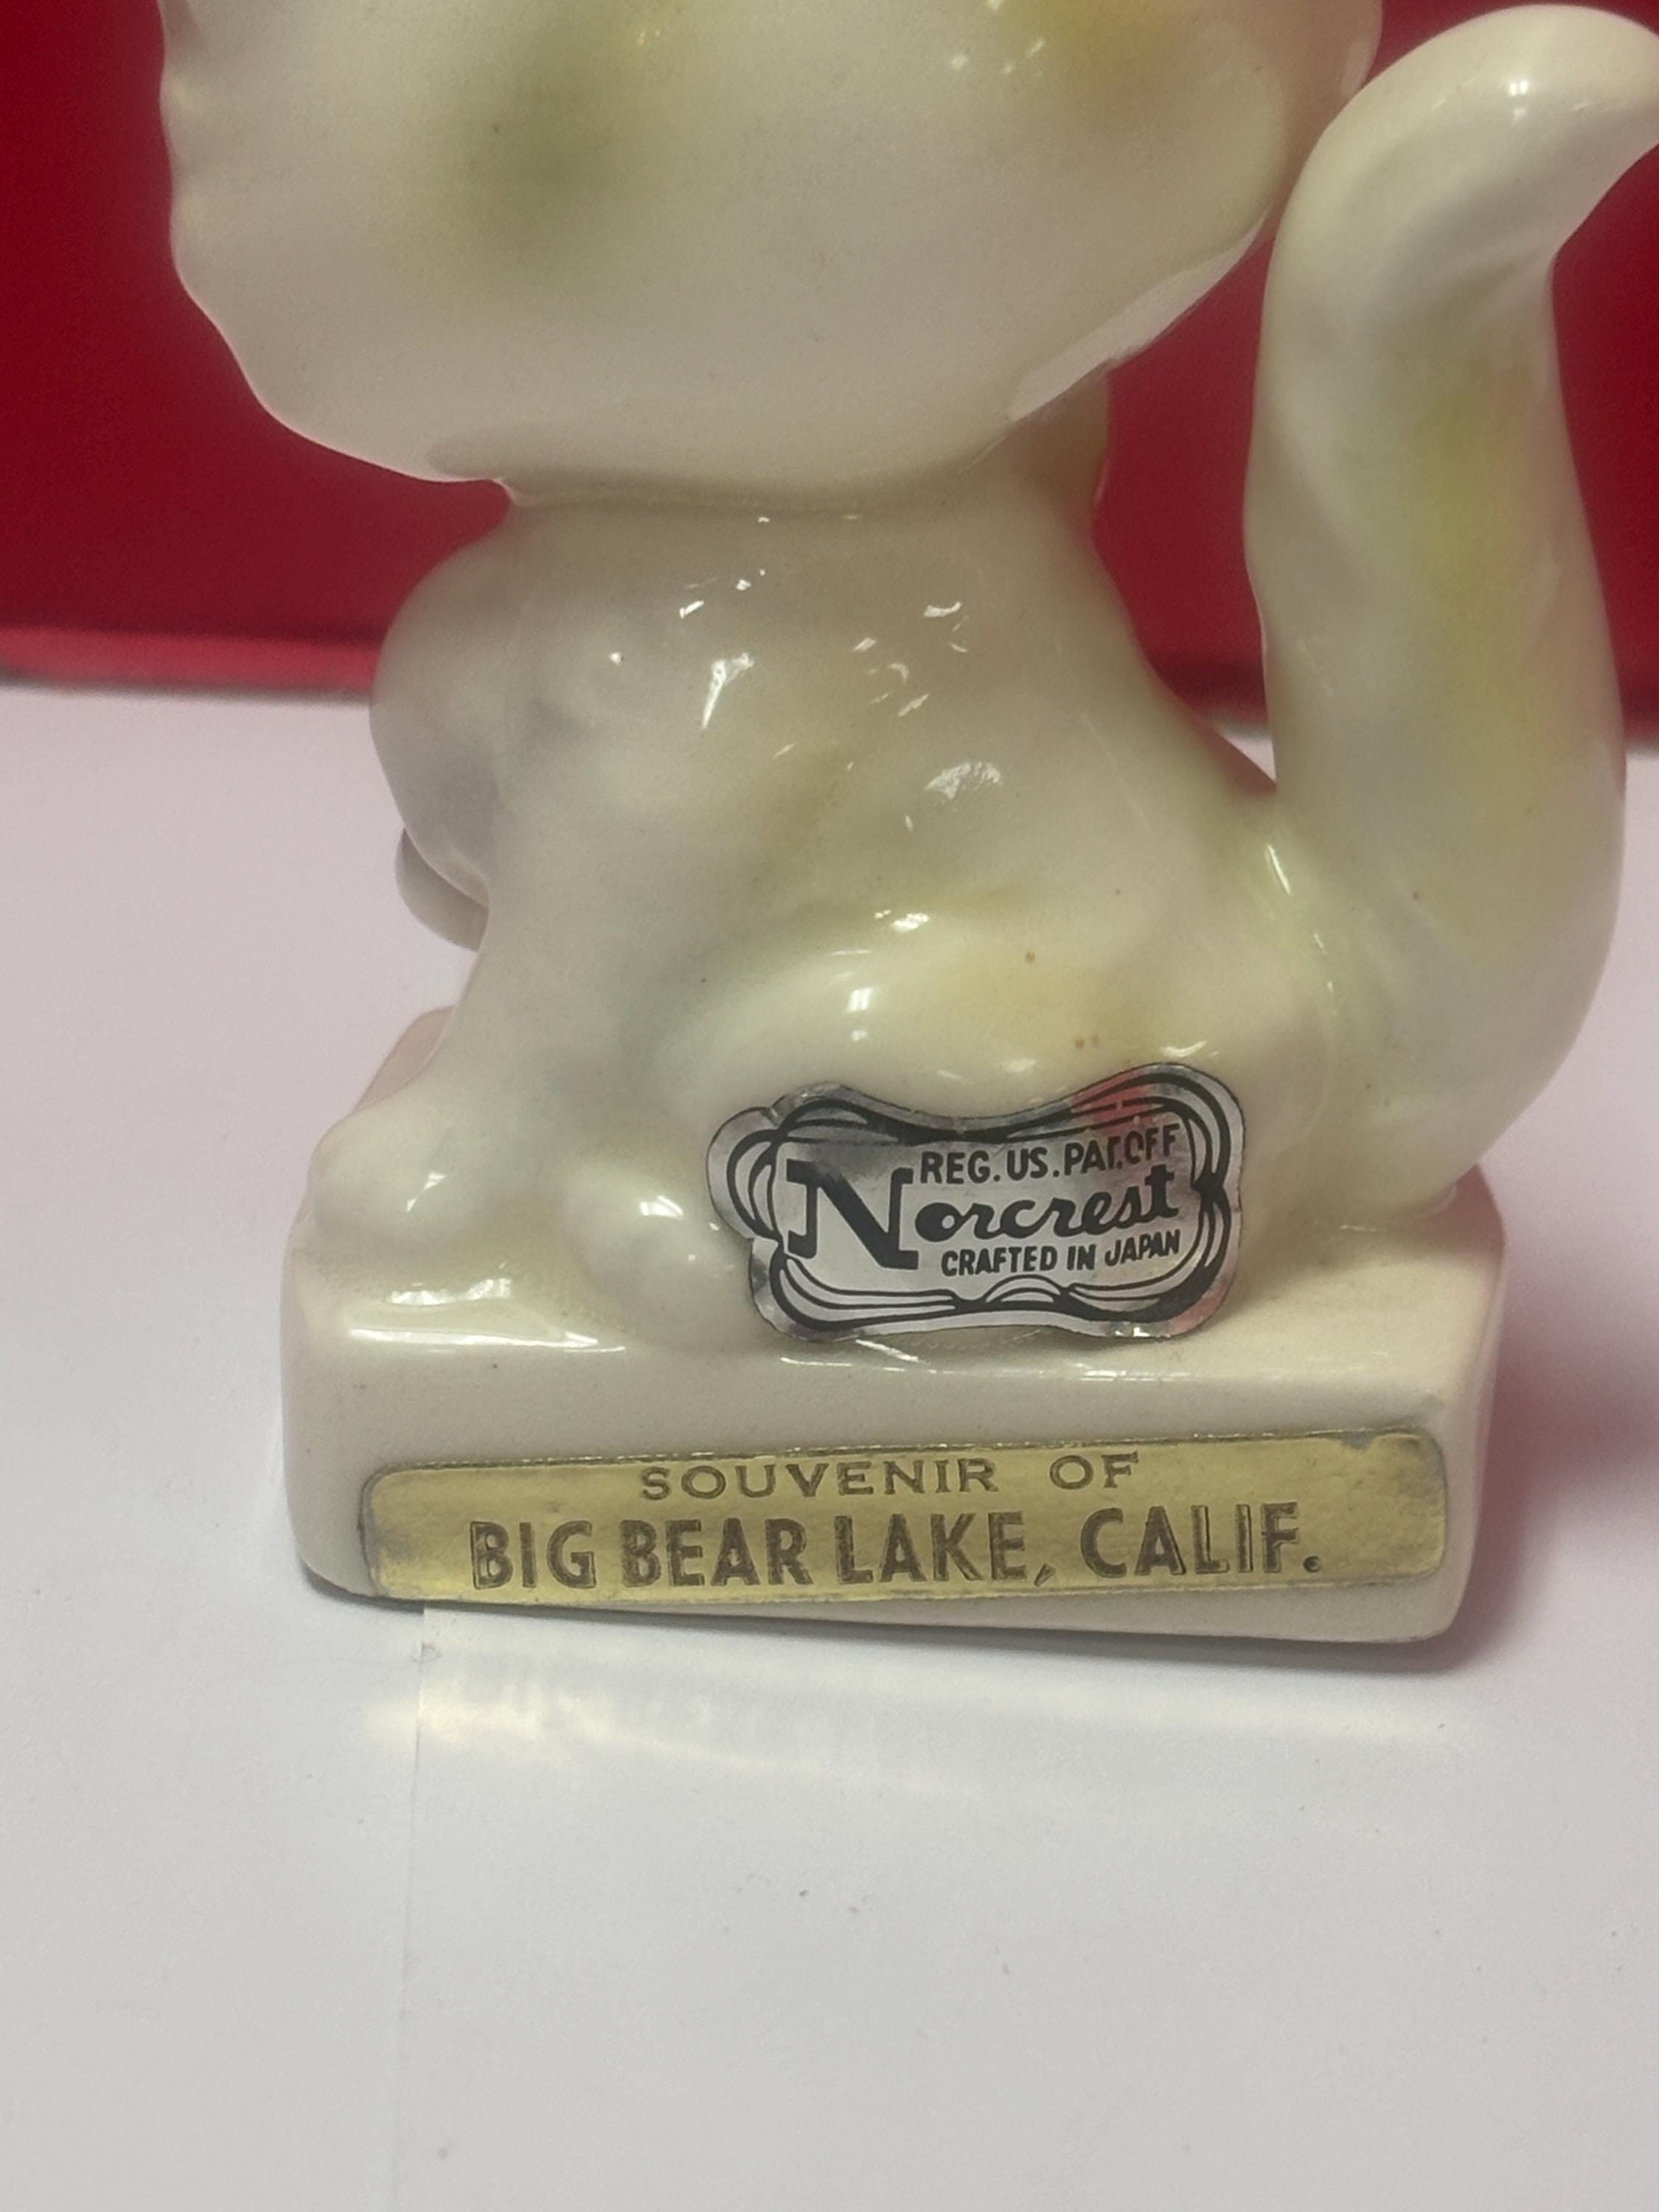 REG. US. PAT. OFF
Norcrest
CRAFTED IN JAPAN
SOUVENIR OF
BIG BEAR LAKE, CALIF.